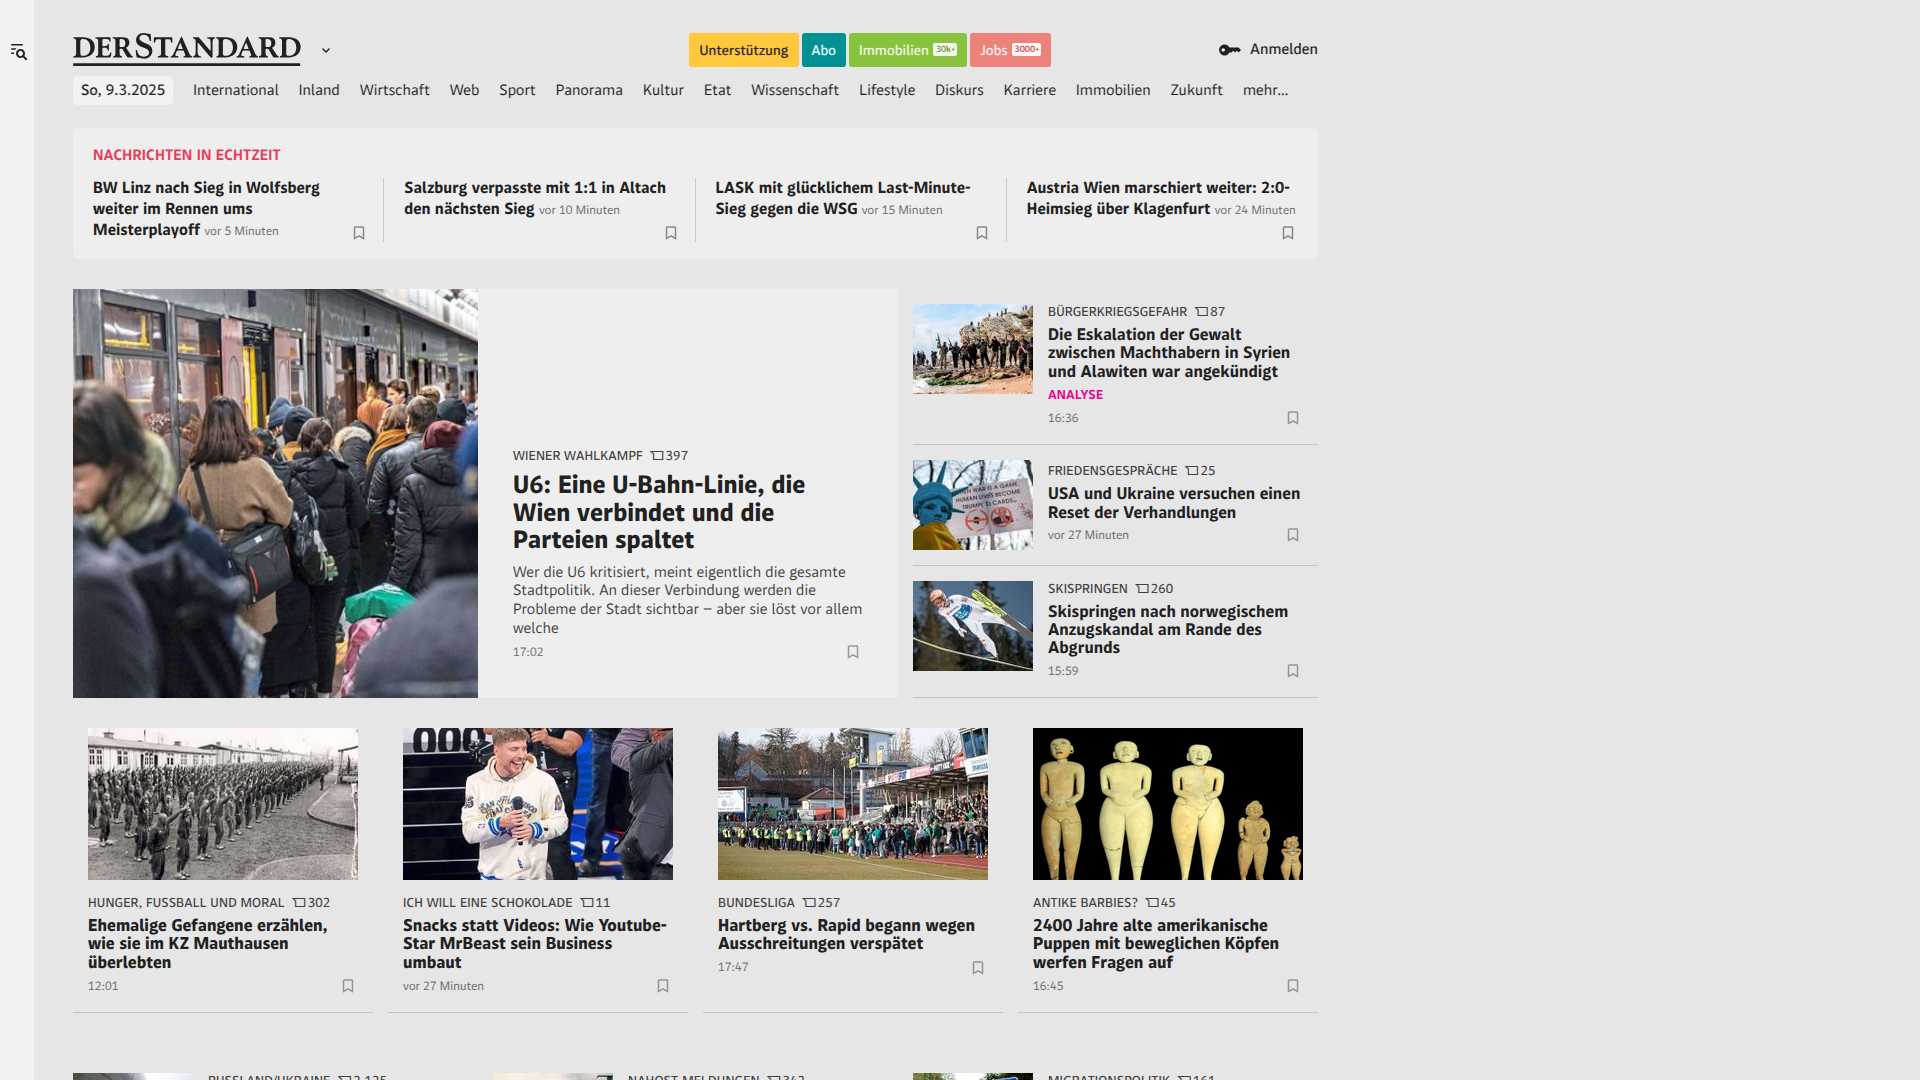 DERSTANDARD
Unterstützung
Abo
Immobilien 30k+
Jobs 3000+
Anmelden
So, 9.3.2025
International
Inland
Wirtschaft
Web
Sport
Panorama
Kultur
Etat
Wissenschaft
Lifestyle
Diskurs
Karriere
Immobilien
Zukunft
mehr...
NACHRICHTEN IN ECHTZEIT
BW Linz nach Sieg in Wolfsberg
weiter im Rennen ums
Meisterplayoff vor 5 Minuten
Salzburg verpasste mit 1:1 in Altach
den nächsten Sieg vor 10 Minuten
LASK mit glücklichem Last-Minute-
Sieg gegen die WSG vor 15 Minuten
Austria Wien marschiert weiter: 2:0-
Heimsieg über Klagenfurt vor 24 Minuten
WIENER WAHLKAMPF 397
U6: Eine U-Bahn-Linie, die
Wien verbindet und die
Parteien spaltet
Wer die U6 kritisiert, meint eigentlich die gesamte
Stadtpolitik. An dieser Verbindung werden die
Probleme der Stadt sichtbar – aber sie löst vor allem
welche
17:02
BÜRGERKRIEGSGEFAHR 87
Die Eskalation der Gewalt
zwischen Machthabern in Syrien
und Alawiten war angekündigt
ANALYSE
16:36
FRIEDENSGESPRÄCHE 25
USA und Ukraine versuchen einen
Reset der Verhandlungen
vor 27 Minuten
SKISPRINGEN 260
Skispringen nach norwegischem
Anzugskandal am Rande des
Abgrunds
15:59
HUNGER, FUSSBALL UND MORAL 302
Ehemalige Gefangene erzählen,
wie sie im KZ Mauthausen
überlebten
12:01
ICH WILL EINE SCHOKOLADE 11
Snacks statt Videos: Wie Youtube-
Star MrBeast sein Business
umbaut
vor 27 Minuten
BUNDESLIGA 257
Hartberg vs. Rapid begann wegen
Ausschreitungen verspätet
17:47
ANTIKE BARBIES? 45
2400 Jahre alte amerikanische
Puppen mit beweglichen Köpfen
werfen Fragen auf
16:45
RUSSLAND/UKRAINE 2.125
NAHOST-MELDUNGEN 342
MIGRATIONSPOLITIK 161